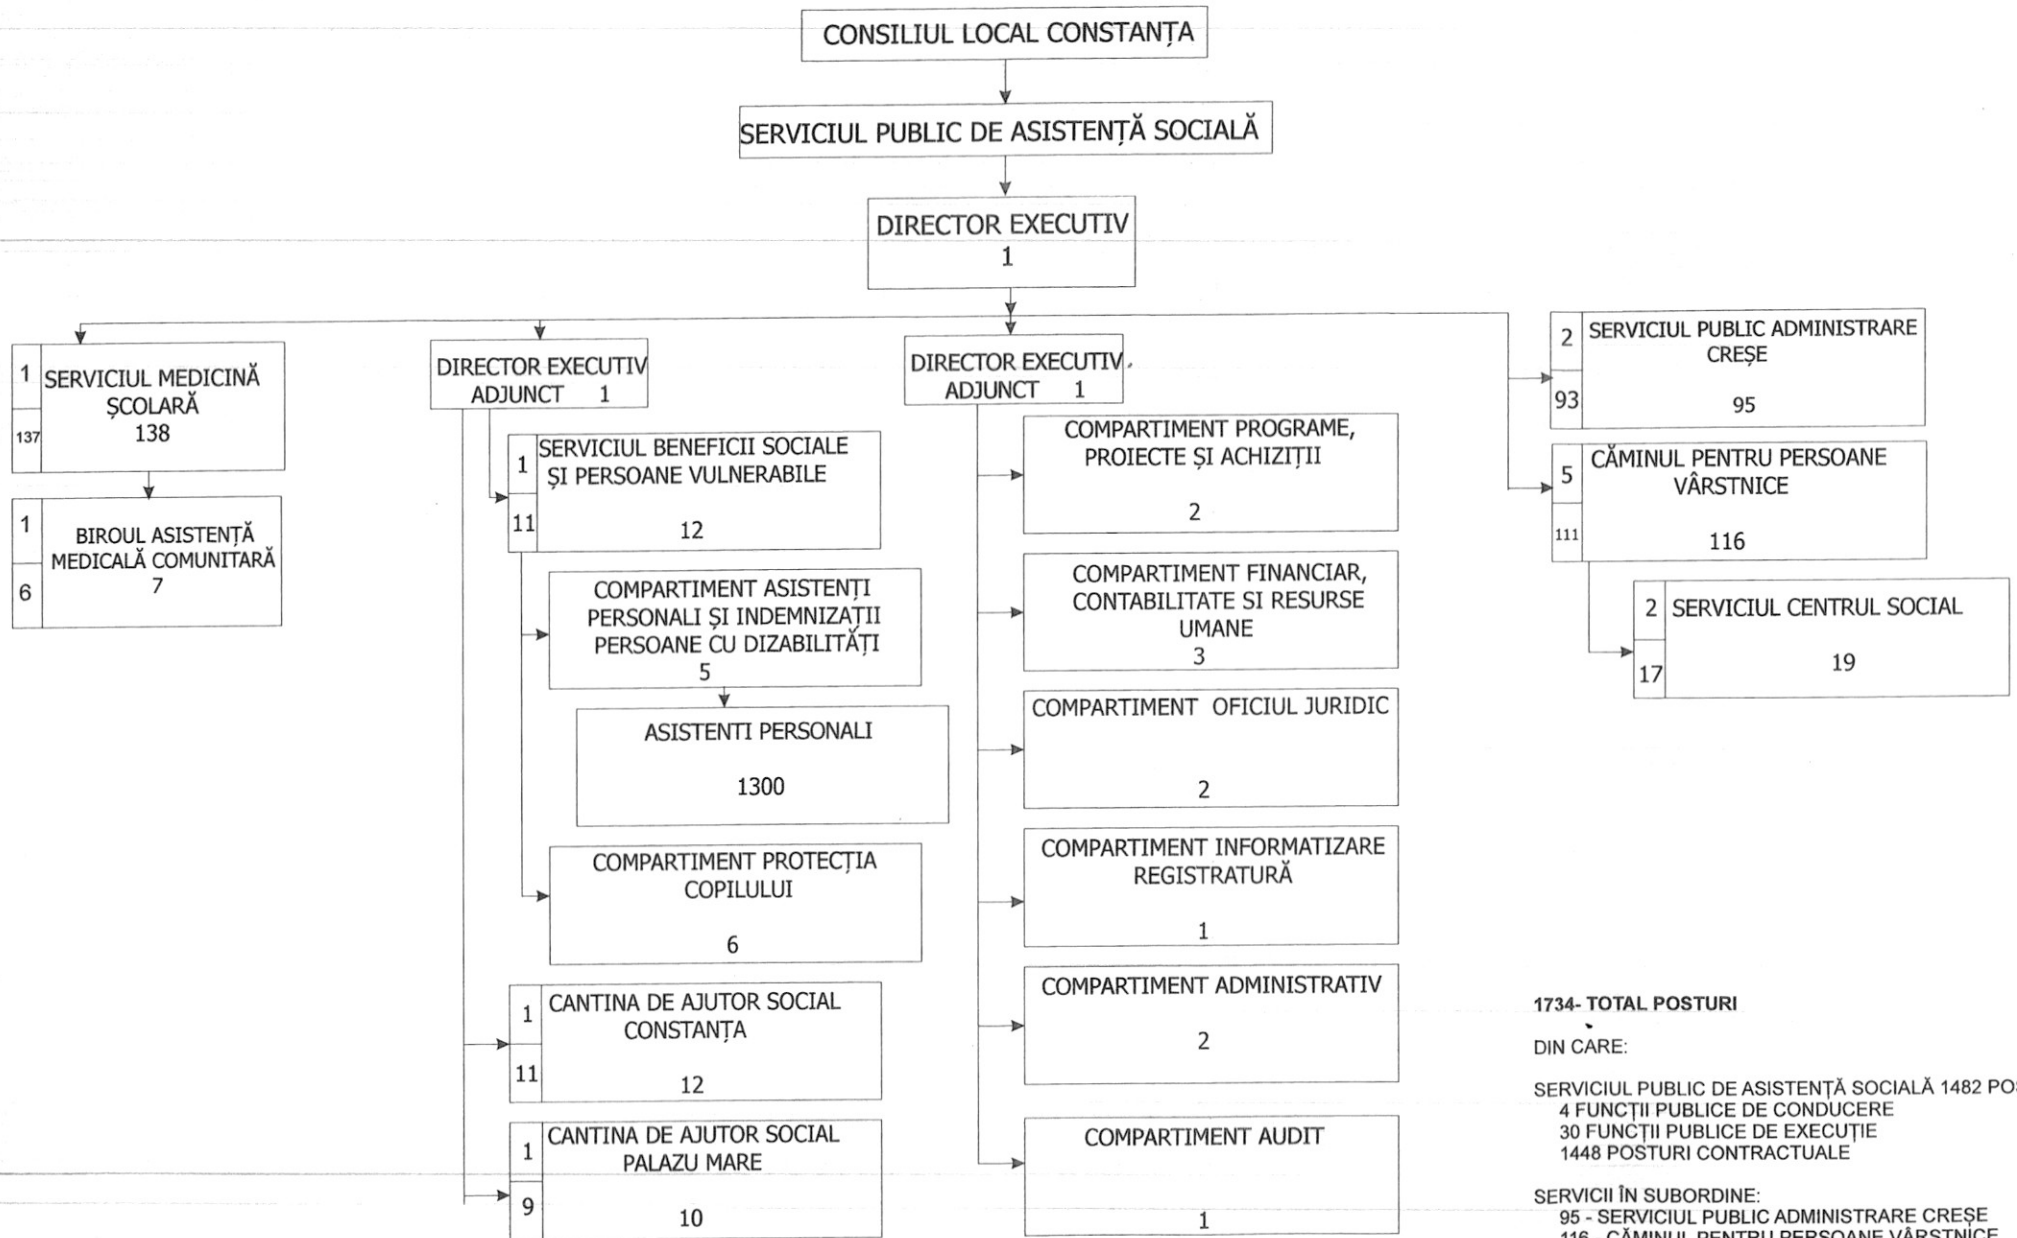 CONSILIUL LOCAL CONSTANȚA
SERVICIUL PUBLIC DE ASISTENȚĂ SOCIALĂ
DIRECTOR EXECUTIV
1
1
137
SERVICIUL MEDICINĂ
ȘCOLARĂ
138
1
6
BIROUL ASISTENȚĂ
MEDICALĂ COMUNITARĂ
7
DIRECTOR EXECUTIV
ADJUNCT 1
1
11
SERVICIUL BENEFICII SOCIALE
ȘI PERSOANE VULNERABILE
12
COMPARTIMENT ASISTENȚI
PERSONALI ȘI INDEMNIZAȚII
PERSOANE CU DIZABILITĂȚI
5
ASISTENTI PERSONALI
1300
COMPARTIMENT PROTECȚIA
COPILULUI
6
1
11
CANTINA DE AJUTOR SOCIAL
CONSTANȚA
12
1
9
CANTINA DE AJUTOR SOCIAL
PALAZU MARE
10
DIRECTOR EXECUTIV
ADJUNCT 1
COMPARTIMENT PROGRAME,
PROIECTE ȘI ACHIZIȚII
2
COMPARTIMENT FINANCIAR,
CONTABILITATE SI RESURSE
UMANE
3
COMPARTIMENT OFICIUL JURIDIC
2
COMPARTIMENT INFORMATIZARE
REGISTRATURĂ
1
COMPARTIMENT ADMINISTRATIV
2
COMPARTIMENT AUDIT
1
2
93
SERVICIUL PUBLIC ADMINISTRARE
CREȘE
95
5
111
CĂMINUL PENTRU PERSOANE
VÂRSTNICE
116
2
17
SERVICIUL CENTRUL SOCIAL
19
1734- TOTAL POSTURI
DIN CARE:
SERVICIUL PUBLIC DE ASISTENȚĂ SOCIALĂ 1482
4 FUNCȚII PUBLICE DE CONDUCERE
30 FUNCȚII PUBLICE DE EXECUȚIE
1448 POSTURI CONTRACTUALE
SERVICII ÎN SUBORDINE:
95 - SERVICIUL PUBLIC ADMINISTRARE CREȘE
116 - CĂMINUL PENTRU PERSOANE VÂRSTNICE